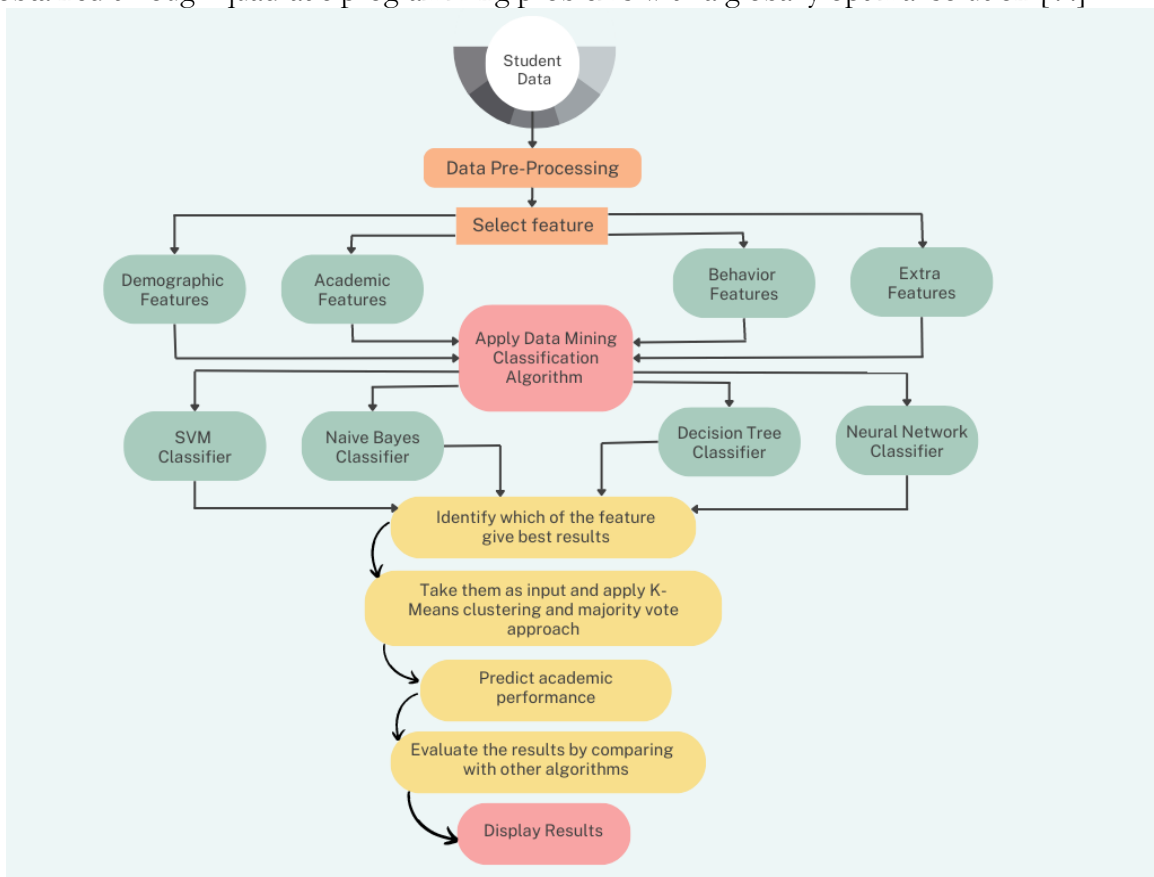 Student
Data
Data Pre-Processing
Select feature
Demographic
Features
Academic
Features
Behavior
Features
Extra
Features
Apply Data Mining
Classification
Algorithm
SVM
Classifier
Naive Bayes
Classifier
Decision Tree
Classifier
Neural Network
Classifier
Identify which of the feature
give best results
Take them as input and apply K-
Means clustering and majority vote
approach
Predict academic
performance
Evaluate the results by comparing
with other algorithms
Display Results